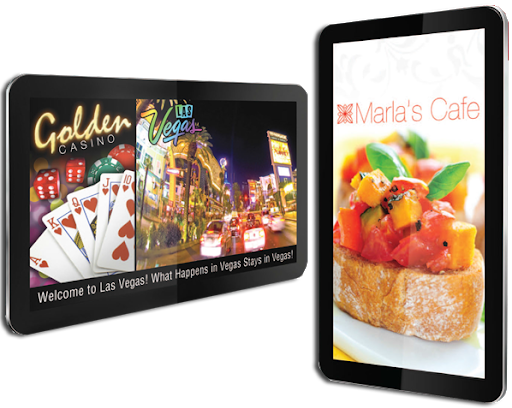 Golden
CASINO
LAS
Vegas
Welcome to Las Vegas! What Happens in Vegas Stays in Vegas!
Marla's Cafe